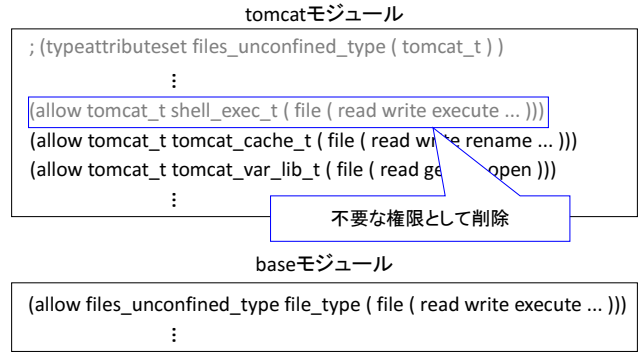 tomcatモジュール
; (typeattributeset files_unconfined_type ( tomcat_t ) )
⋮
(allow tomcat_t shell_exec_t ( file ( read write execute ... )))
(allow tomcat_t tomcat_cache_t ( file ( read write rename ... )))
(allow tomcat_t tomcat_var_lib_t ( file ( read open )))
⋮
不要な権限として削除
baseモジュール
(allow files_unconfined_type file_type ( file ( read write execute ... )))
⋮